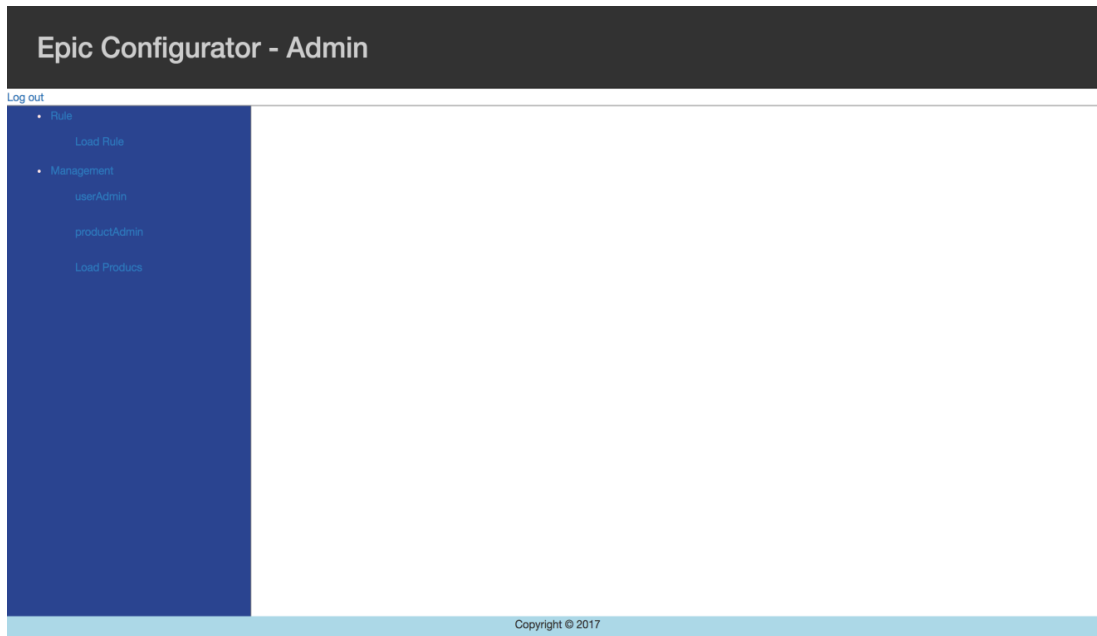 Epic Configurator - Admin
Log out
Rule
Load Rule
Management
userAdmin
productAdmin
Load Producs
Copyright © 2017